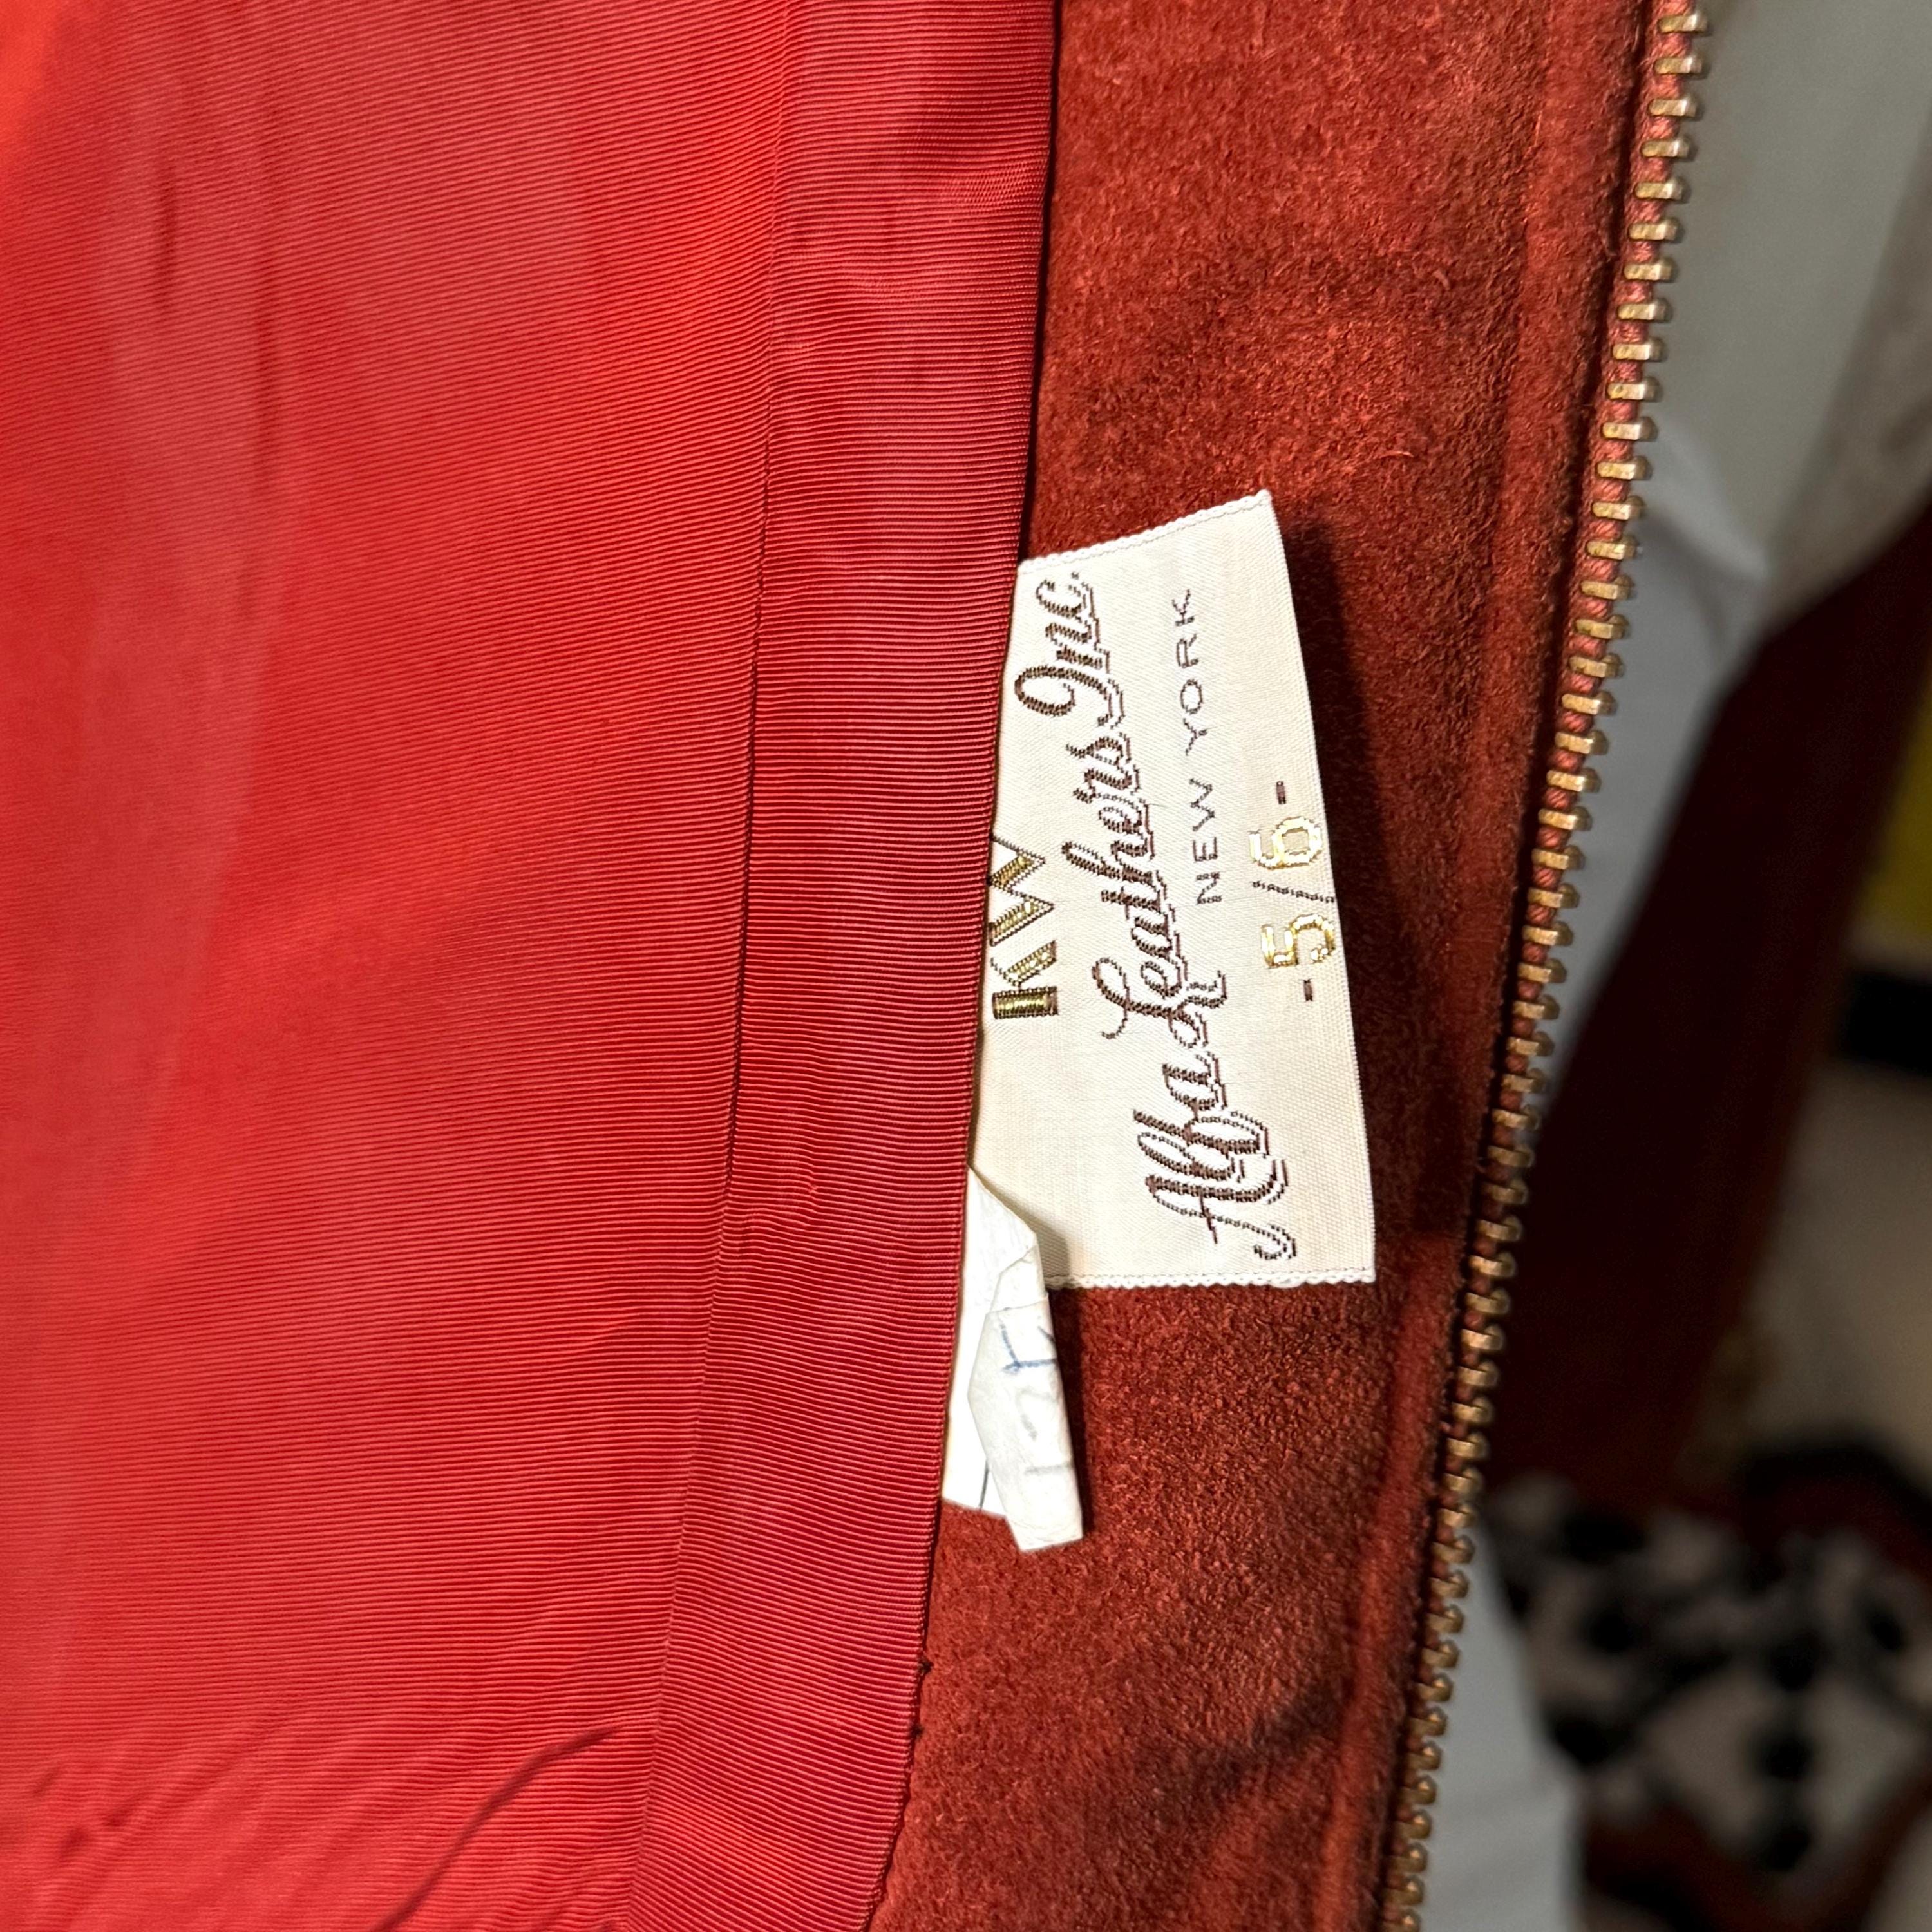 KW
Alba Leathers Inc.
NEW YORK
-5/6-